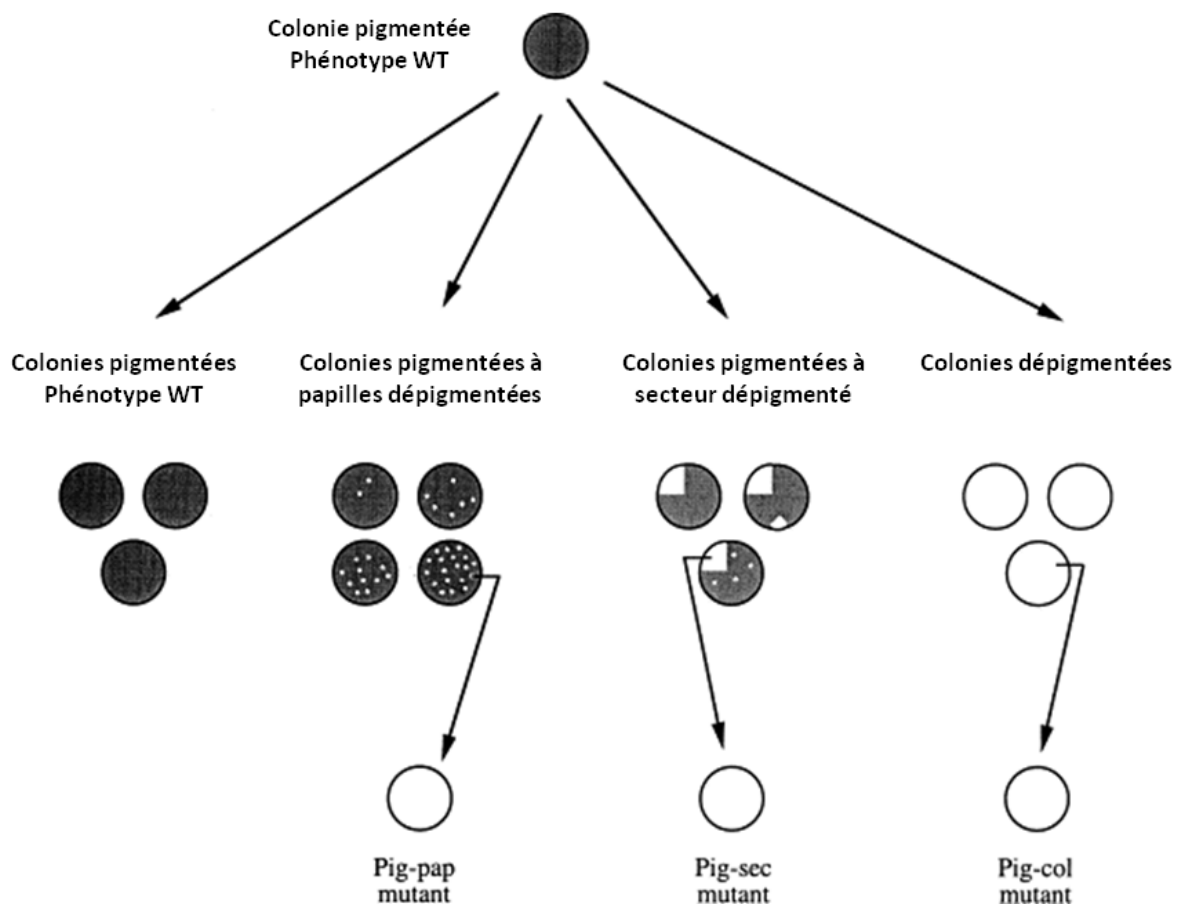 Colonie pigmentée
Phénotype WT
Colonies pigmentées
Phénotype WT
Colonies pigmentées à
papilles dépigmentées
Colonies pigmentées à
secteur dépigmenté
Colonies dépigmentées
Pig-pap
mutant
Pig-sec
mutant
Pig-col
mutant